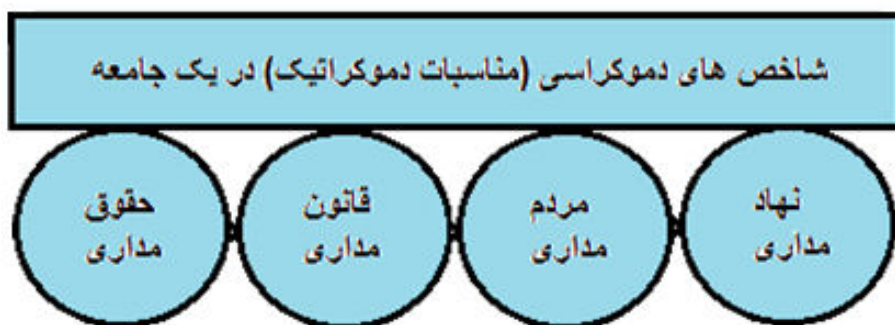 شاخص های دموکراسی (مناسبات دموکراتیک) در یک جامعه
نهاد
مداری
مردم
مداری
قانون
مداری
حقوق
مداری